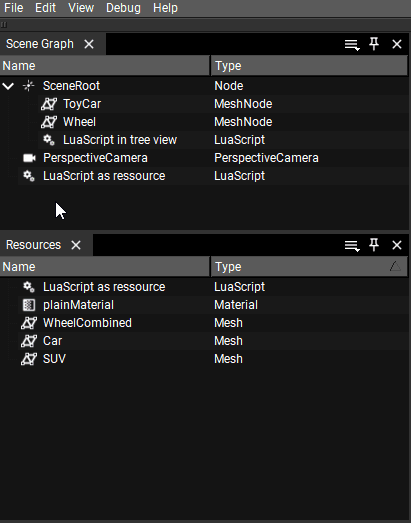 File Edit View Debug Help
Scene Graph
Name Type
SceneRoot Node
ToyCar MeshNode
Wheel MeshNode
LuaScript in tree view LuaScript
PerspectiveCamera PerspectiveCamera
LuaScript as ressource LuaScript
Resources
Name Type
LuaScript as ressource LuaScript
plainMaterial Material
WheelCombined Mesh
Car Mesh
SUV Mesh